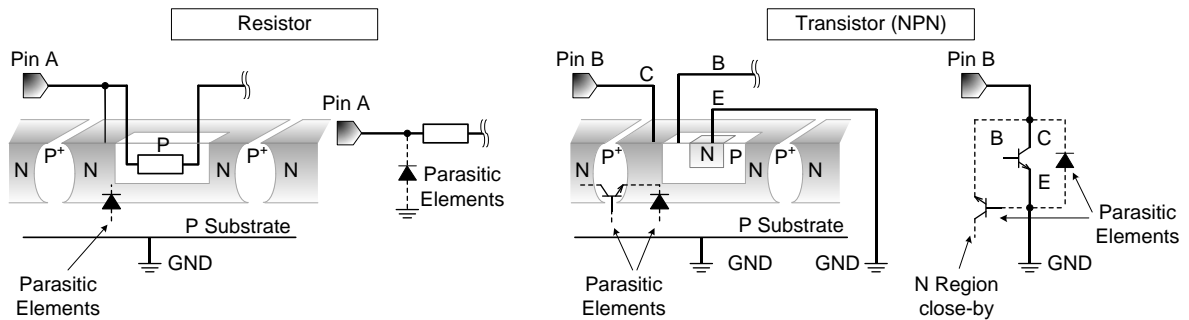 Resistor
Transistor (NPN)
Pin A
Pin A
P
N
P+
N
N
P+
N
Parasitic
Elements
P Substrate
GND
Parasitic
Elements
Pin B
C
B
E
N
P+
N
N
P
N
P+
N
P Substrate
GND
GND
Parasitic
Elements
Pin B
B
C
E
Parasitic
Elements
GND
N Region
close-by